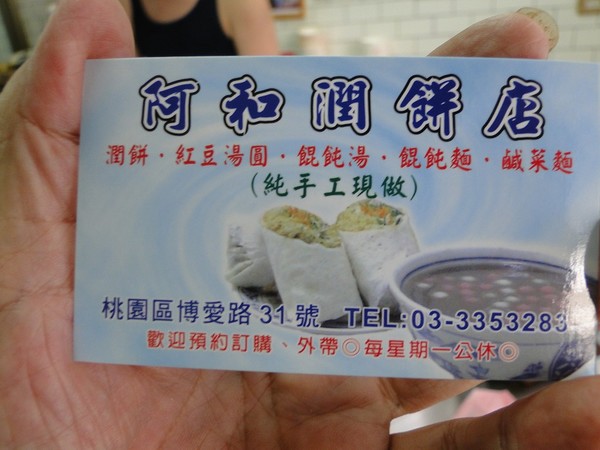 阿和潤餅店
潤餅．紅豆湯圓．餛飩湯．餛飩麵．鹹菜麵
(純手工現做)
桃園區博愛路31號 TEL:03-3353283
歡迎預約訂購、外帶◎每星期一公休◎